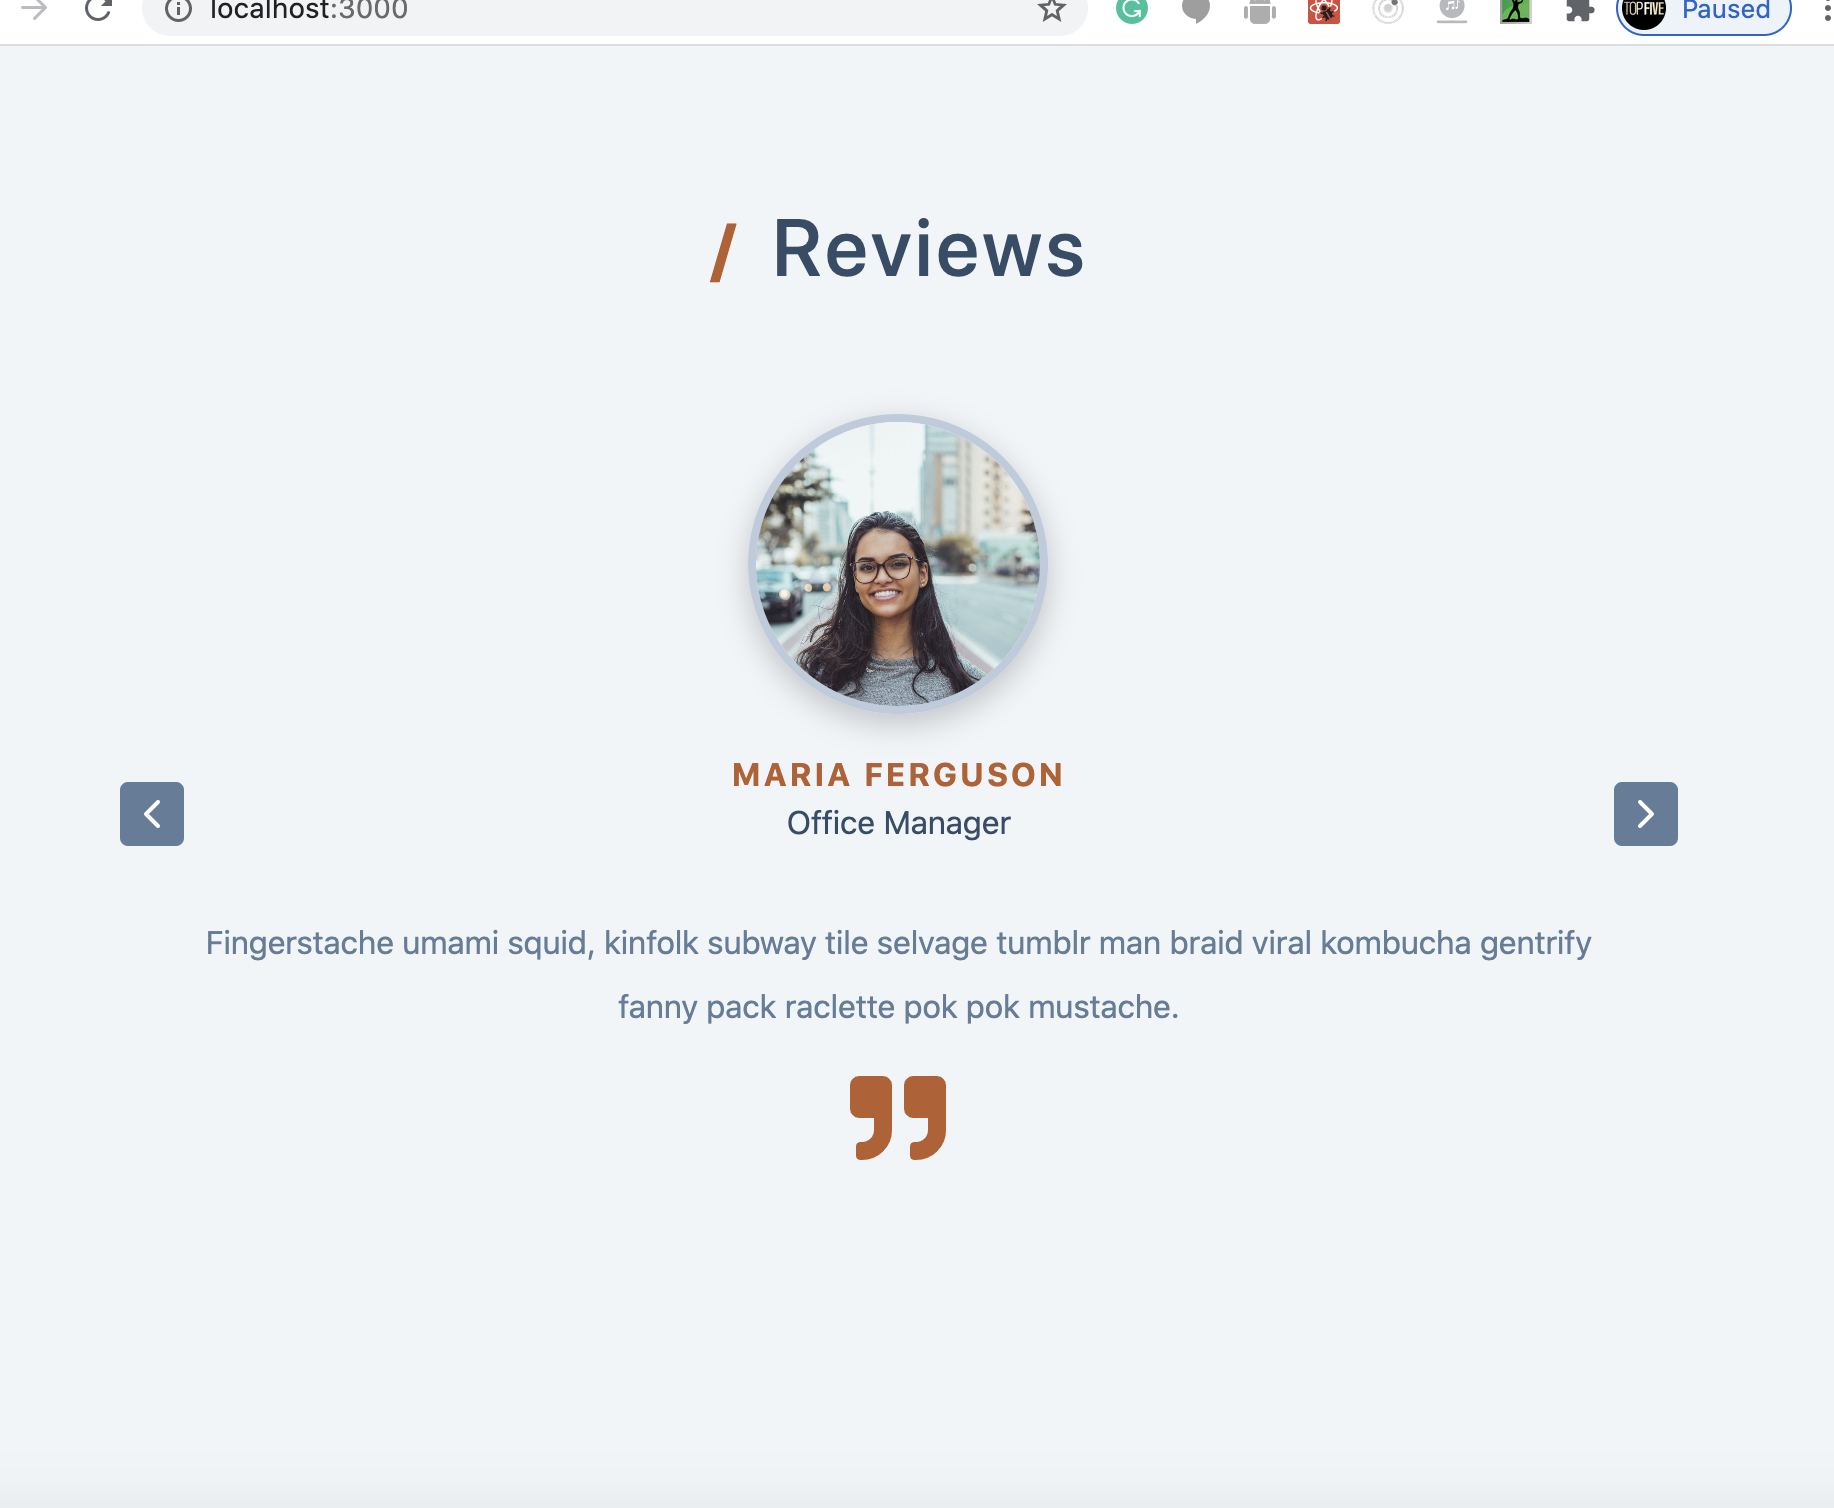 localhost:3000
TOPFIVE
Paused
/ Reviews
MARIA FERGUSON
Office Manager
Fingerstache umami squid, kinfolk subway tile selvage tumblr man braid viral kombucha gentrify
fanny pack raclette pok pok mustache.